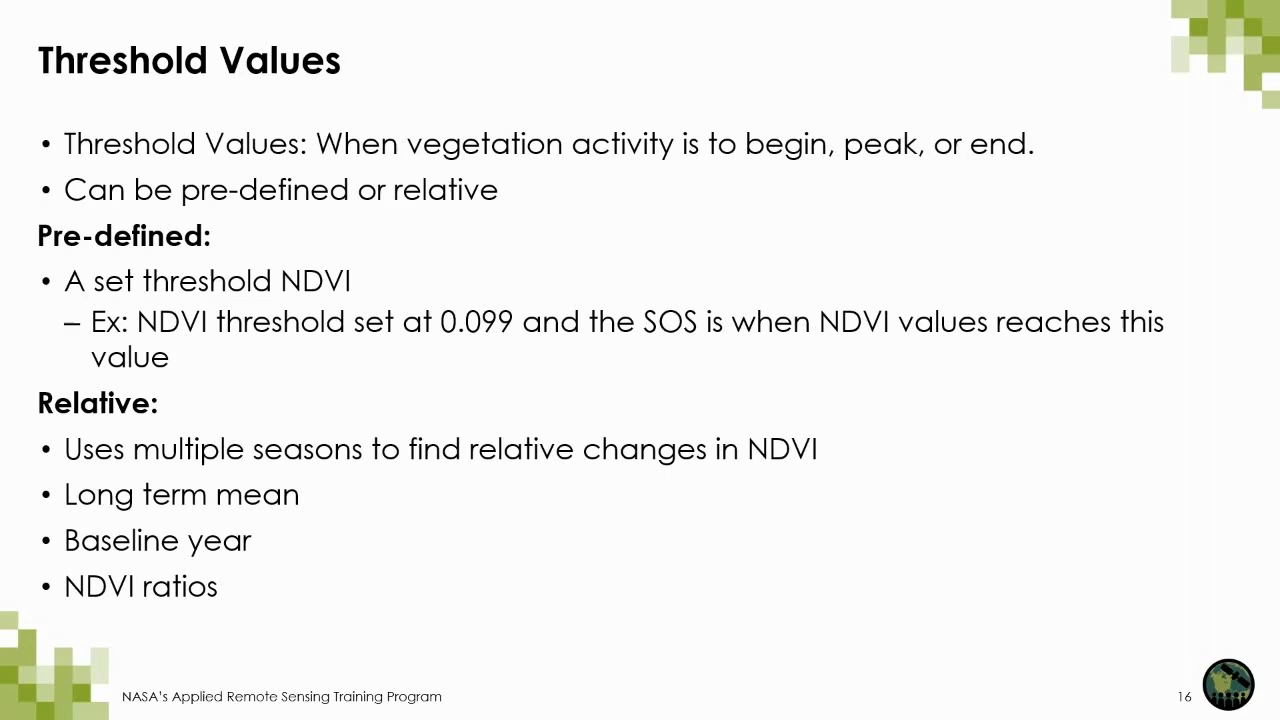 Threshold Values
• Threshold Values: When vegetation activity is to begin, peak, or end.
• Can be pre-defined or relative
Pre-defined:
• A set threshold NDVI
– Ex: NDVI threshold set at 0.099 and the SOS is when NDVI values reaches this
value
Relative:
• Uses multiple seasons to find relative changes in NDVI
• Long term mean
• Baseline year
• NDVI ratios
NASA's Applied Remote Sensing Training Program
16